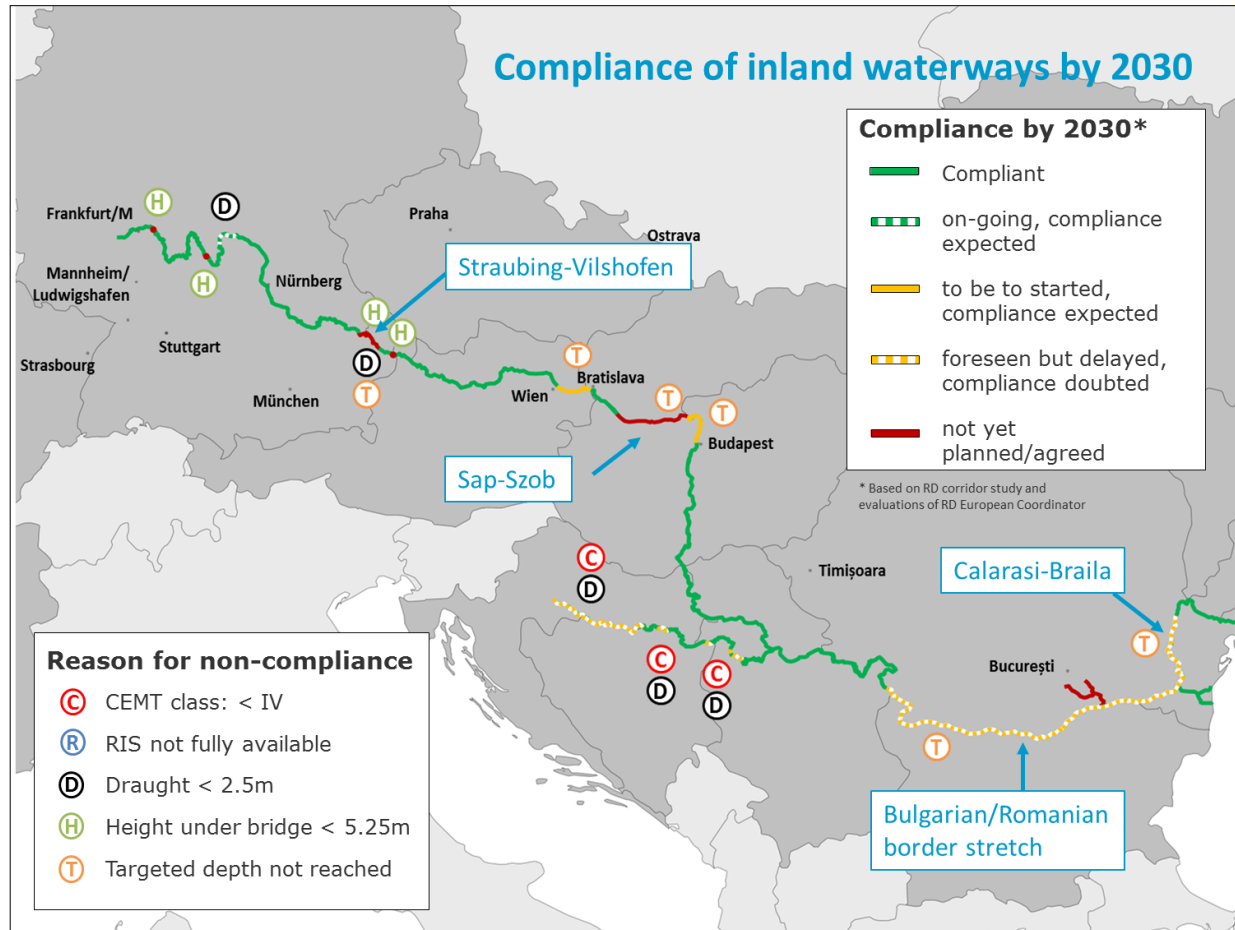 Compliance of inland waterways by 2030
Compliance by 2030*
Compliant
on-going, compliance
expected
to be to started,
compliance expected
foreseen but delayed,
compliance doubted
not yet
planned/agreed
* Based on RD corridor study and
evaluations of RD European Coordinator
H
D
Frankfurt/M
Praha
Ostrava
Straubing-Vilshofen
Mannheim/
Ludwigshafen
H
Nürnberg
H
H
Stuttgart
Strasbourg
D
T
München
T
Bratislava
Wien
T
T
Budapest
Sap-Szob
C
D
Timișoara
Calarasi-Braila
T
București
C
D
C
D
T
Bulgarian/Romanian
border stretch
Reason for non-compliance
C CEMT class: < IV
R RIS not fully available
D Draught < 2.5m
H Height under bridge < 5.25m
T Targeted depth not reached